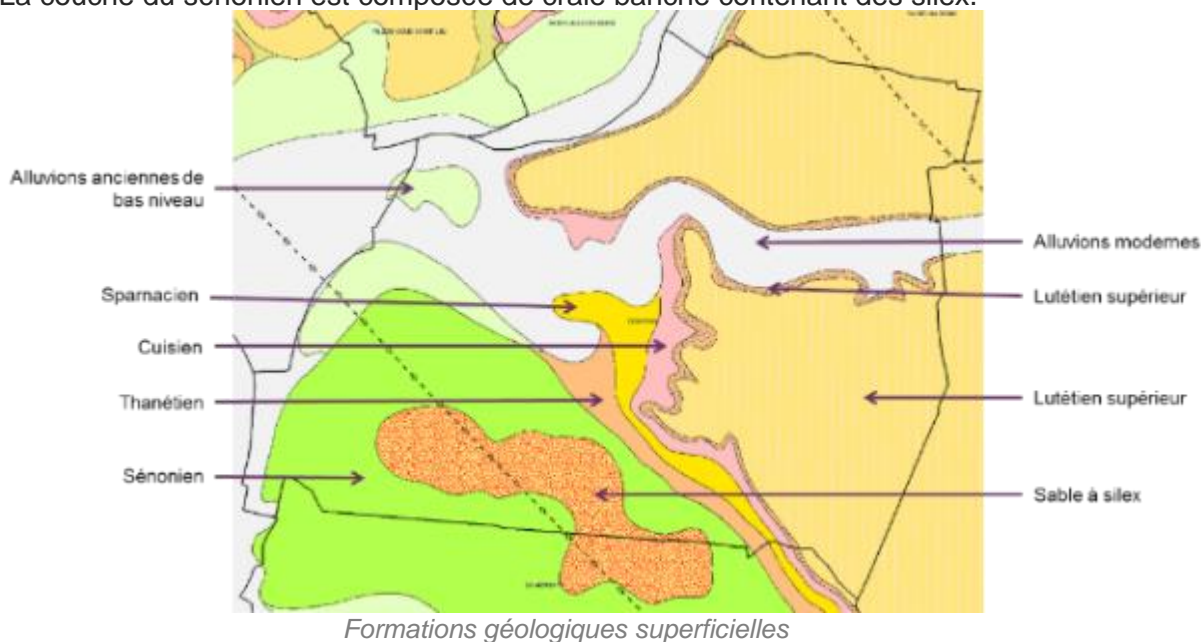 La couche du sénonien est composée de craie blanche contenant des silex.
Alluvions anciennes de
bas niveau
Alluvions modernes
Sparnacien
Lutétien supérieur
Cuisien
Thanétien
Lutétien supérieur
Sénonien
Sable à silex
Formations géologiques superficielles